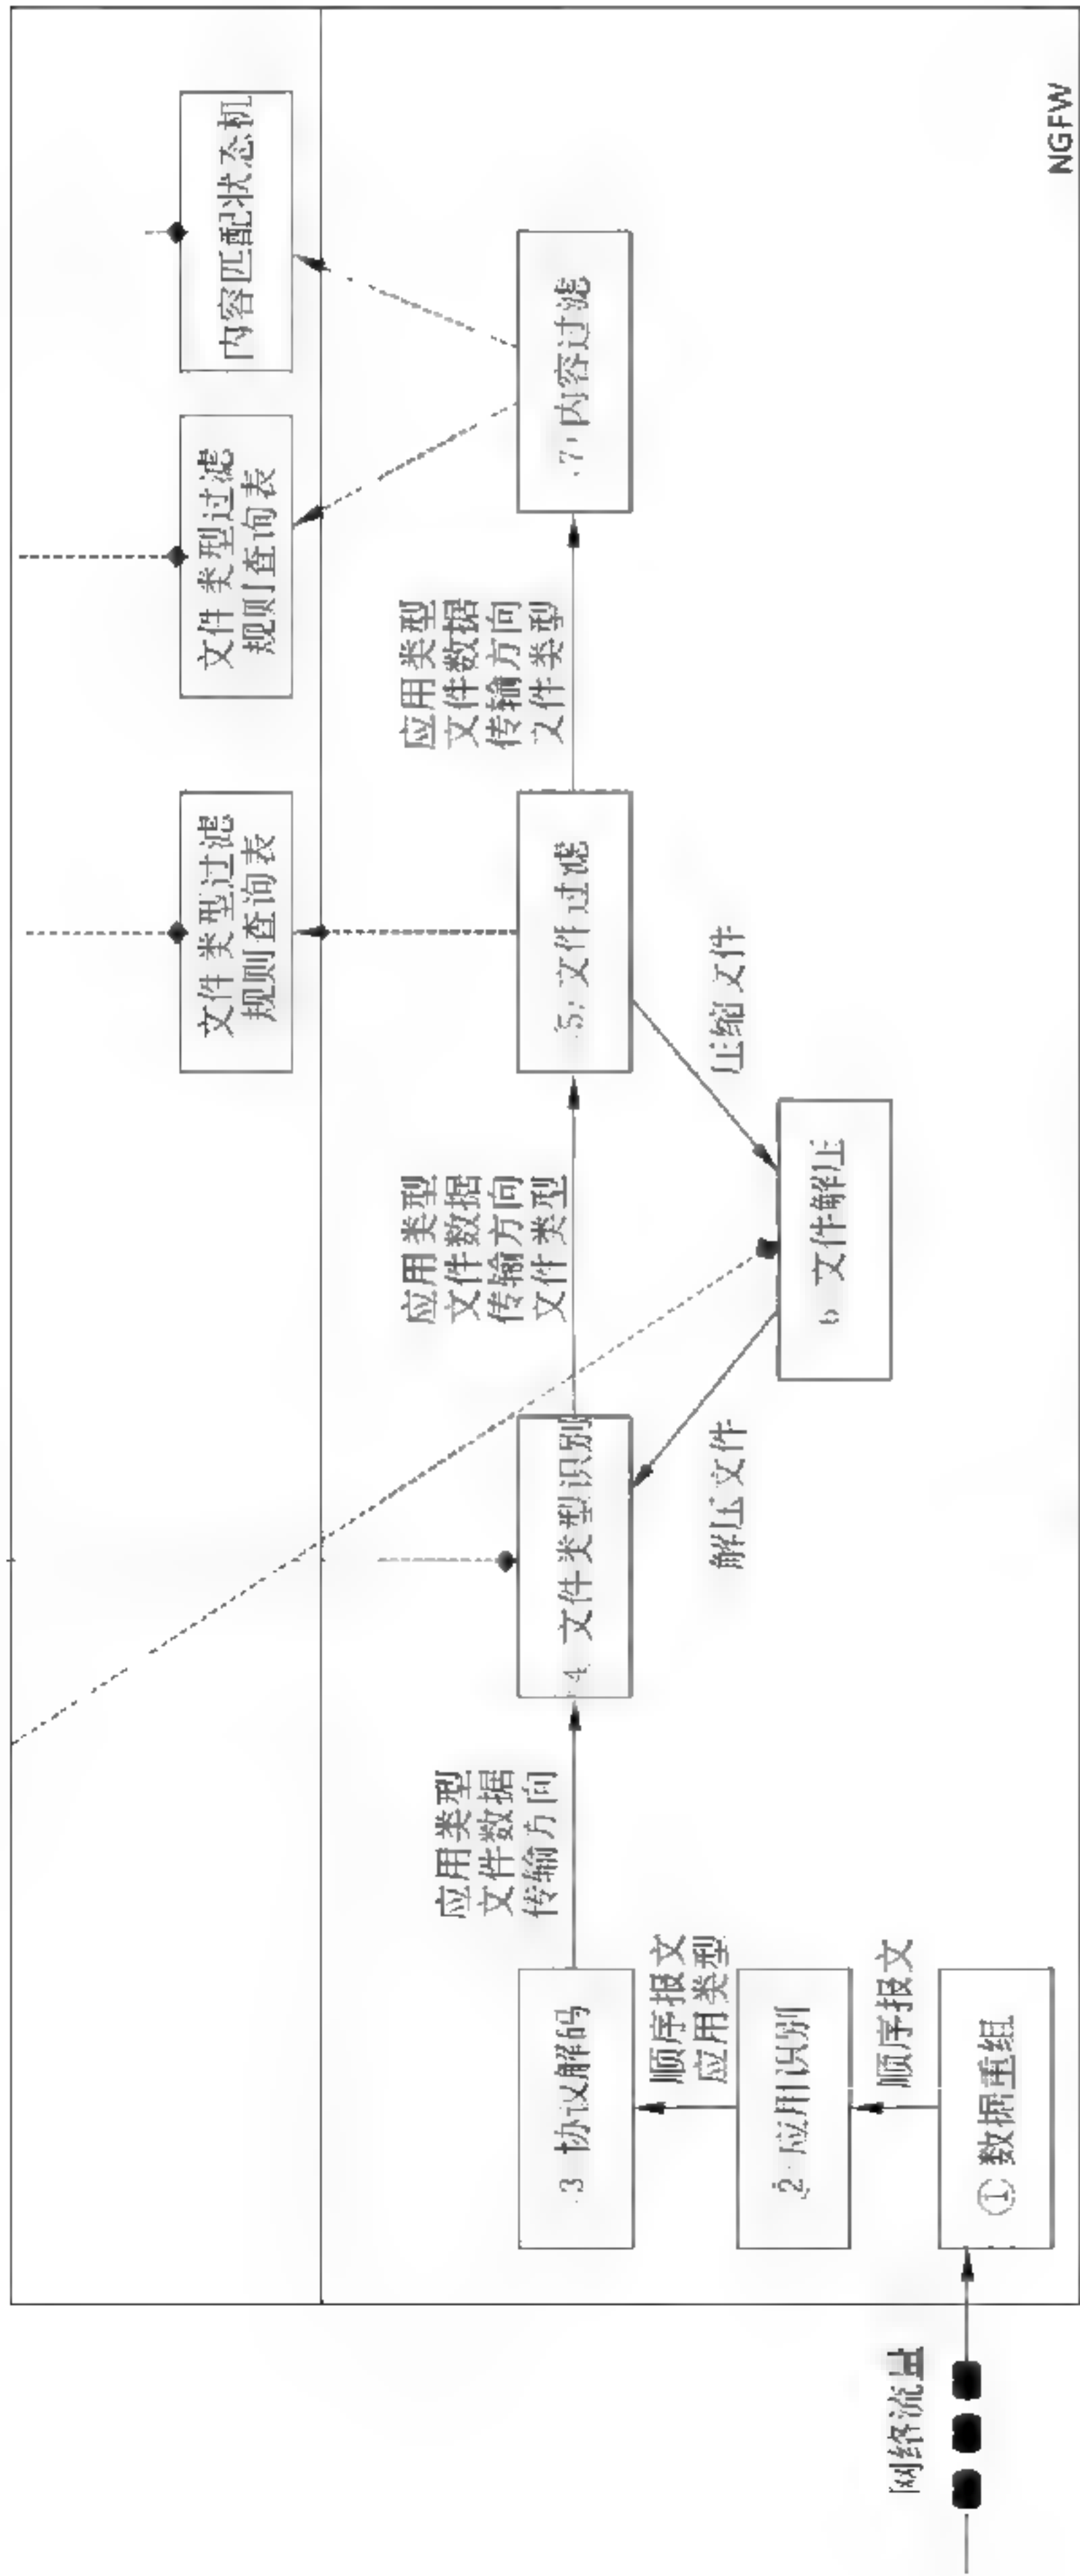 文件类型过滤
规则查询表
文件类型过滤
规则查询表
内容匹配状态机
应用类型
文件数据
传输方向
应用类型
文件数据
传输方向
文件类型
应用类型
文件数据
传输方向
文件类型
3 协议解码
4 文件类型识别
5 文件过滤
7 内容过滤
顺序报文
应用类型
解压文件
压缩文件
2 应用识别
6 文件解压
顺序报文
网络流量
① 数据重组
NGFW